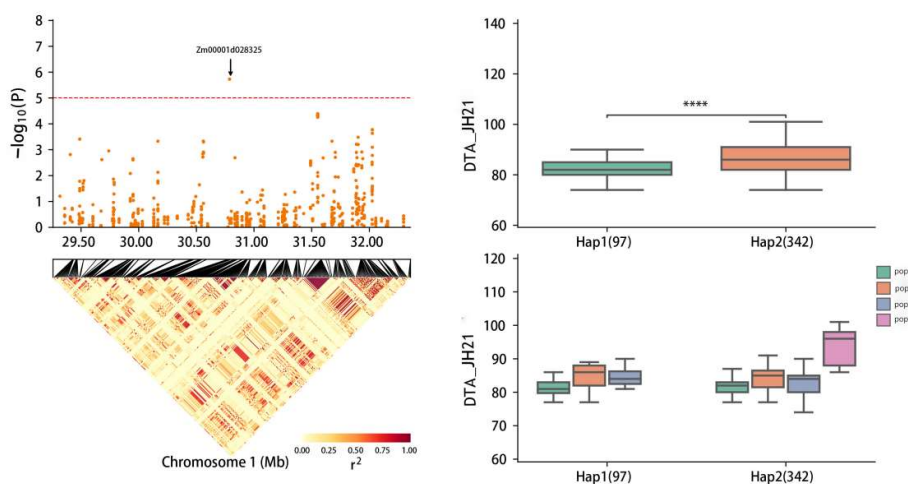 8
7
6
5
4
3
2
1
0
−log₁₀(P)
Zm00001d028325
29.50 30.00 30.50 31.00 31.50 32.00
0.00 0.25 0.50 0.75 1.00
Chromosome 1 (Mb)
r²
140
120
100
80
60
DTA_JH21
****
Hap1(97) Hap2(342)
140
120
100
90
80
70
60
DTA_JH21
pop
pop
pop
pop
Hap1(97) Hap2(342)